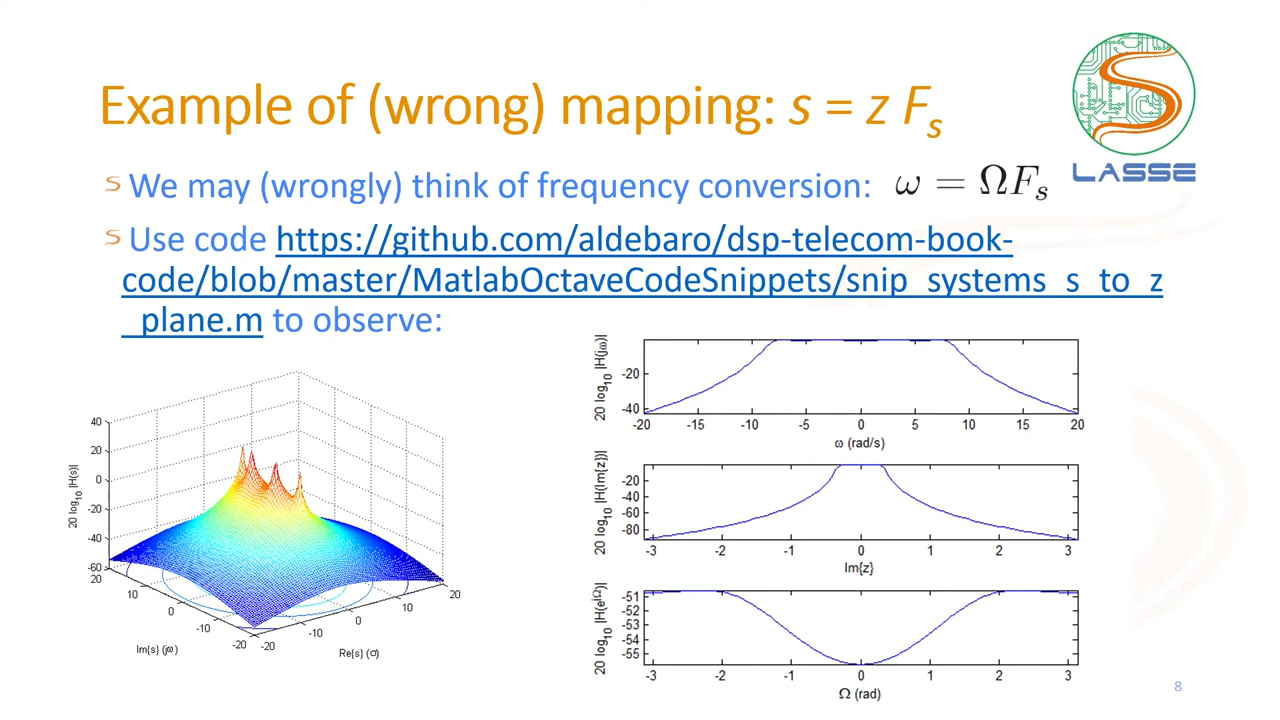 Example of (wrong) mapping: s = z Fs
LASSE
We may (wrongly) think of frequency conversion: ω = ΩFs
Use code https://github.com/aldebaro/dsp-telecom-book-
code/blob/master/MatlabOctaveCodeSnippets/snip_systems_s_to_z
_plane.m to observe:
40
20
0
-20
-40
-60
20 log10 |H(s)|
20
10
0
-10
-20
Im{s} (jω)
-20
-10
0
10
20
Re{s} (σ)
20 log10 |H(jω)|
-20
-40
-20 -15 -10 -5 0 5 10 15 20
ω (rad/s)
20 log10 |H(Im{z})|
-20
-40
-60
-80
-3 -2 -1 0 1 2 3
Im{z}
20 log10 |H(e^jΩ)|
-51
-52
-53
-54
-55
-3 -2 -1 0 1 2 3
Ω (rad)
8